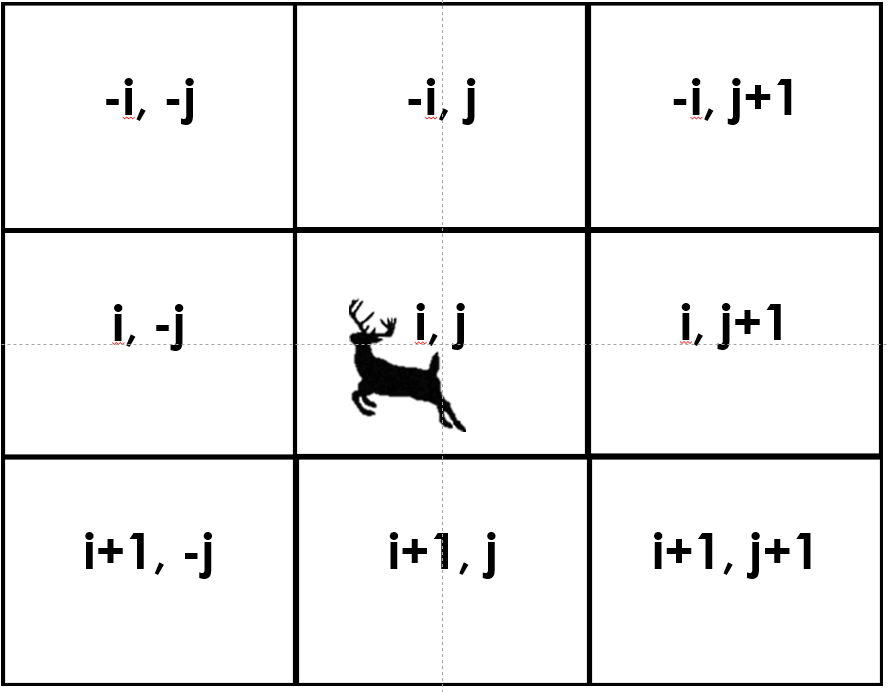 -i, -j
-i, j
-i, j+1
i, -j
i, j
i, j+1
i+1, -j
i+1, j
i+1, j+1